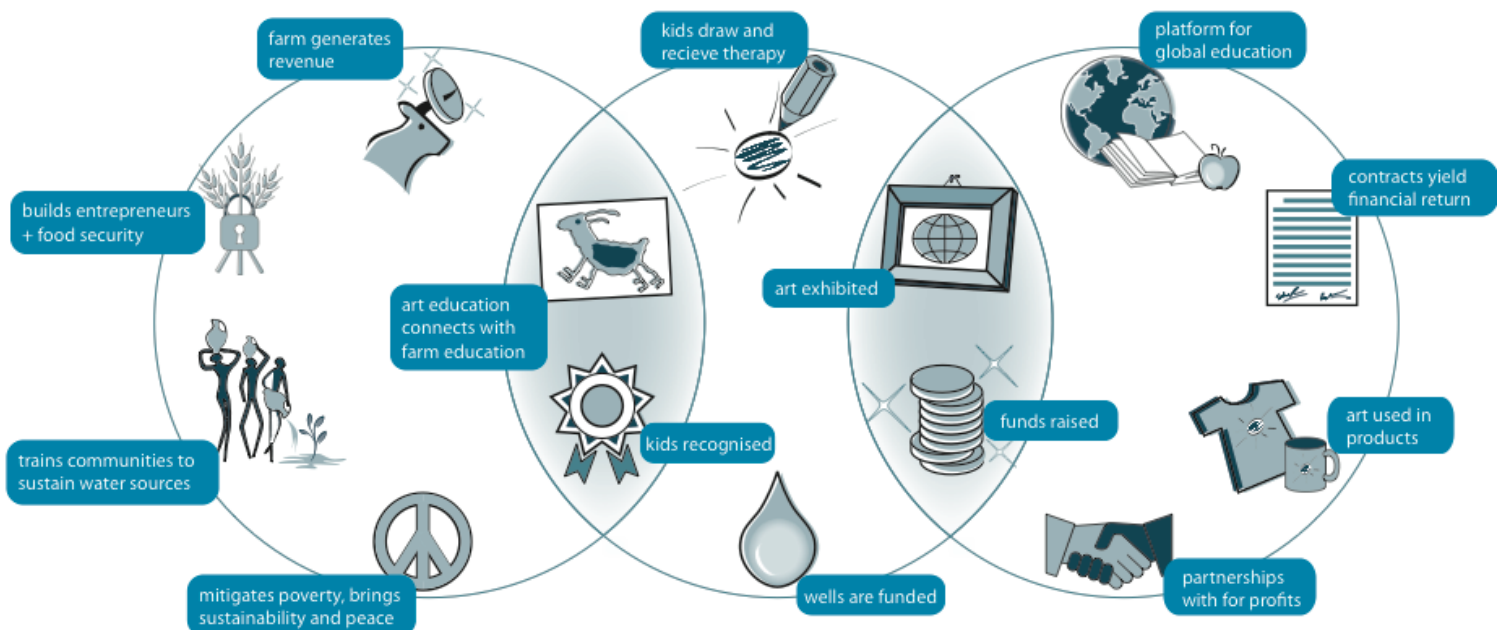 farm generates
revenue
kids draw and
recieve therapy
platform for
global education
builds entrepreneurs
+ food security
contracts yield
financial return
art education
connects with
farm education
art exhibited
kids recognised
funds raised
art used in
products
trains communities to
sustain water sources
mitigates poverty, brings
sustainability and peace
wells are funded
partnerships
with for profits